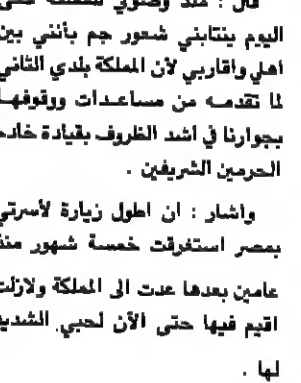 قال : منذ وصولي للمملكة حتى
اليوم ينتابني شعور جم بأنني بين
اهلي واقاربي لأن المملكة بلدي الثاني
لما تقدمه من مساعدات ووقوفها
بجوارنا في اشد الظروف بقيادة خادم
الحرمين الشريفين .
واشار : ان اطول زيارة لأسرتي
بمصر استغرقت خمسة شهور منذ
عامين بعدها عدت الى المملكة ولازلت
اقيم فيها حتى الآن لحبي الشديد
لها .